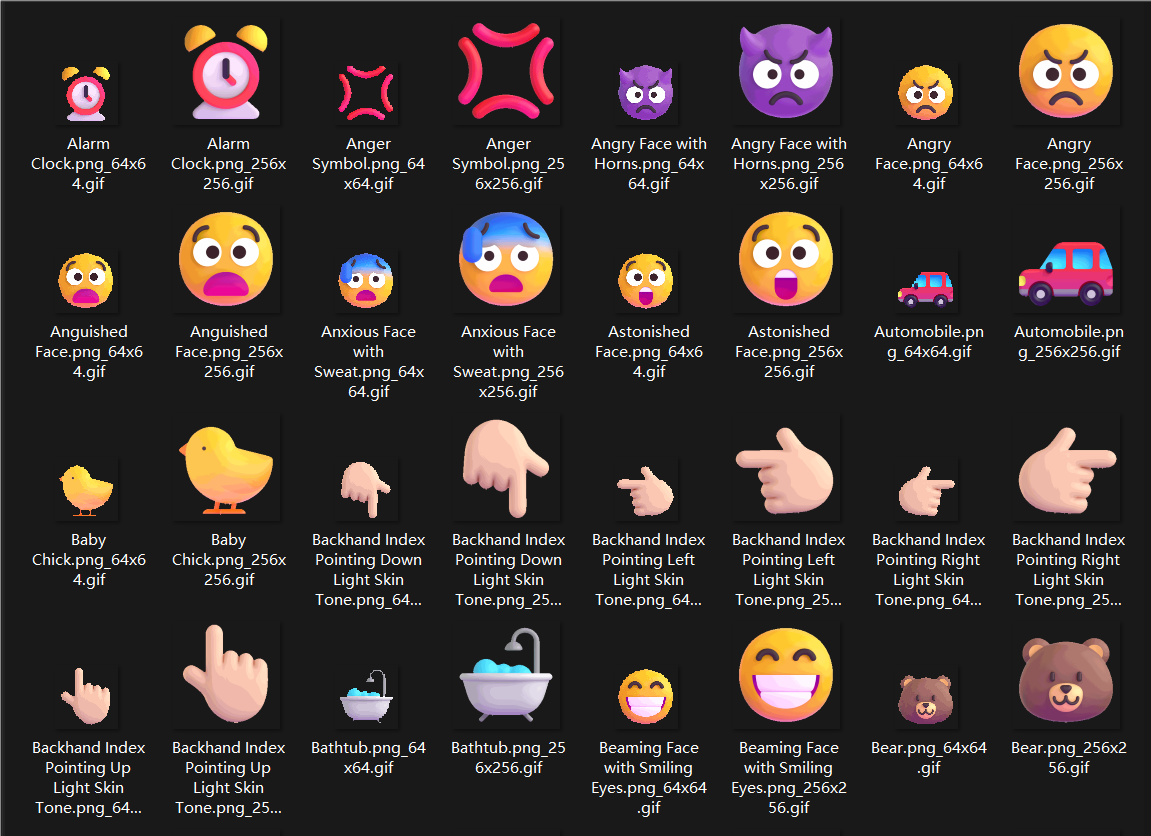 Alarm
Clock.png_64x6
4.gif
Alarm
Clock.png_256x
256.gif
Anger
Symbol.png_64
x64.gif
Anger
Symbol.png_25
6x256.gif
Angry Face with
Horns.png_64x
64.gif
Angry Face with
Horns.png_256
x256.gif
Angry
Face.png_64x6
4.gif
Angry
Face.png_256x
256.gif
Anguished
Face.png_64x6
4.gif
Anguished
Face.png_256x
256.gif
Anxious Face
with
Sweat.png_64x
64.gif
Anxious Face
with
Sweat.png_256
x256.gif
Astonished
Face.png_64x6
4.gif
Astonished
Face.png_256x
256.gif
Automobile.pn
g_64x64.gif
Automobile.pn
g_256x256.gif
Baby
Chick.png_64x6
4.gif
Baby
Chick.png_256x
256.gif
Backhand Index
Pointing Down
Light Skin
Tone.png_64...
Backhand Index
Pointing Down
Light Skin
Tone.png_25...
Backhand Index
Pointing Left
Light Skin
Tone.png_64...
Backhand Index
Pointing Left
Light Skin
Tone.png_25...
Backhand Index
Pointing Right
Light Skin
Tone.png_64...
Backhand Index
Pointing Right
Light Skin
Tone.png_25...
Backhand Index
Pointing Up
Light Skin
Tone.png_64...
Backhand Index
Pointing Up
Light Skin
Tone.png_25...
Bathtub.png_64
x64.gif
Bathtub.png_25
6x256.gif
Beaming Face
with Smiling
Eyes.png_64x64
.gif
Beaming Face
with Smiling
Eyes.png_256x2
56.gif
Bear.png_64x64
.gif
Bear.png_256x2
56.gif